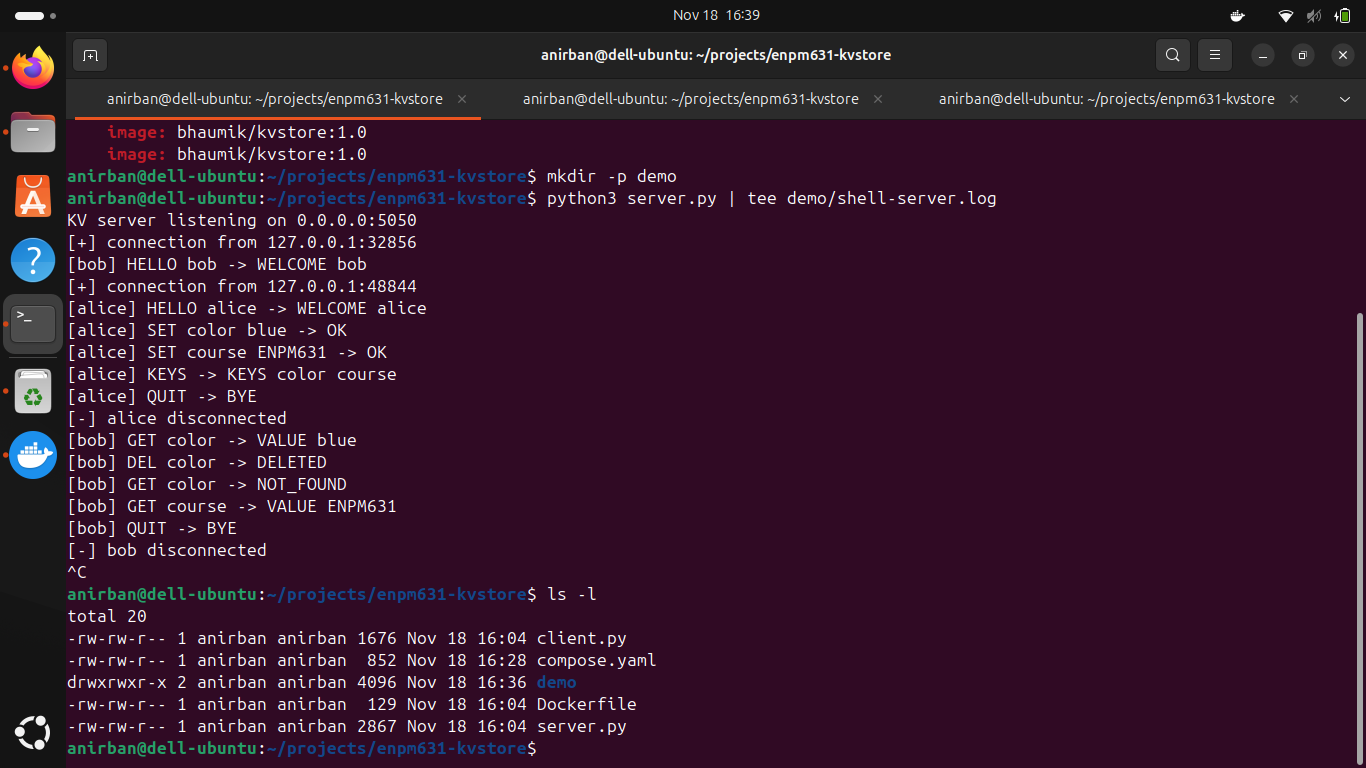 Nov 18 16:39
anirban@dell-ubuntu: ~/projects/enpm631-kvstore
anirban@dell-ubuntu: ~/projects/enpm631-kvstore
anirban@dell-ubuntu: ~/projects/enpm631-kvstore
anirban@dell-ubuntu: ~/projects/enpm631-kvstore
    image: bhaumik/kvstore:1.0
    image: bhaumik/kvstore:1.0
anirban@dell-ubuntu:~/projects/enpm631-kvstore$ mkdir -p demo
anirban@dell-ubuntu:~/projects/enpm631-kvstore$ python3 server.py | tee demo/shell-server.log
KV server listening on 0.0.0.0:5050
[+] connection from 127.0.0.1:32856
[bob] HELLO bob -> WELCOME bob
[+] connection from 127.0.0.1:48844
[alice] HELLO alice -> WELCOME alice
[alice] SET color blue -> OK
[alice] SET course ENPM631 -> OK
[alice] KEYS -> KEYS color course
[alice] QUIT -> BYE
[-] alice disconnected
[bob] GET color -> VALUE blue
[bob] DEL color -> DELETED
[bob] GET color -> NOT_FOUND
[bob] GET course -> VALUE ENPM631
[bob] QUIT -> BYE
[-] bob disconnected
^C
anirban@dell-ubuntu:~/projects/enpm631-kvstore$ ls -l
total 20
-rw-rw-r-- 1 anirban anirban 1676 Nov 18 16:04 client.py
-rw-rw-r-- 1 anirban anirban  852 Nov 18 16:28 compose.yaml
drwxrwxr-x 2 anirban anirban 4096 Nov 18 16:36 demo
-rw-rw-r-- 1 anirban anirban  129 Nov 18 16:04 Dockerfile
-rw-rw-r-- 1 anirban anirban 2867 Nov 18 16:04 server.py
anirban@dell-ubuntu:~/projects/enpm631-kvstore$